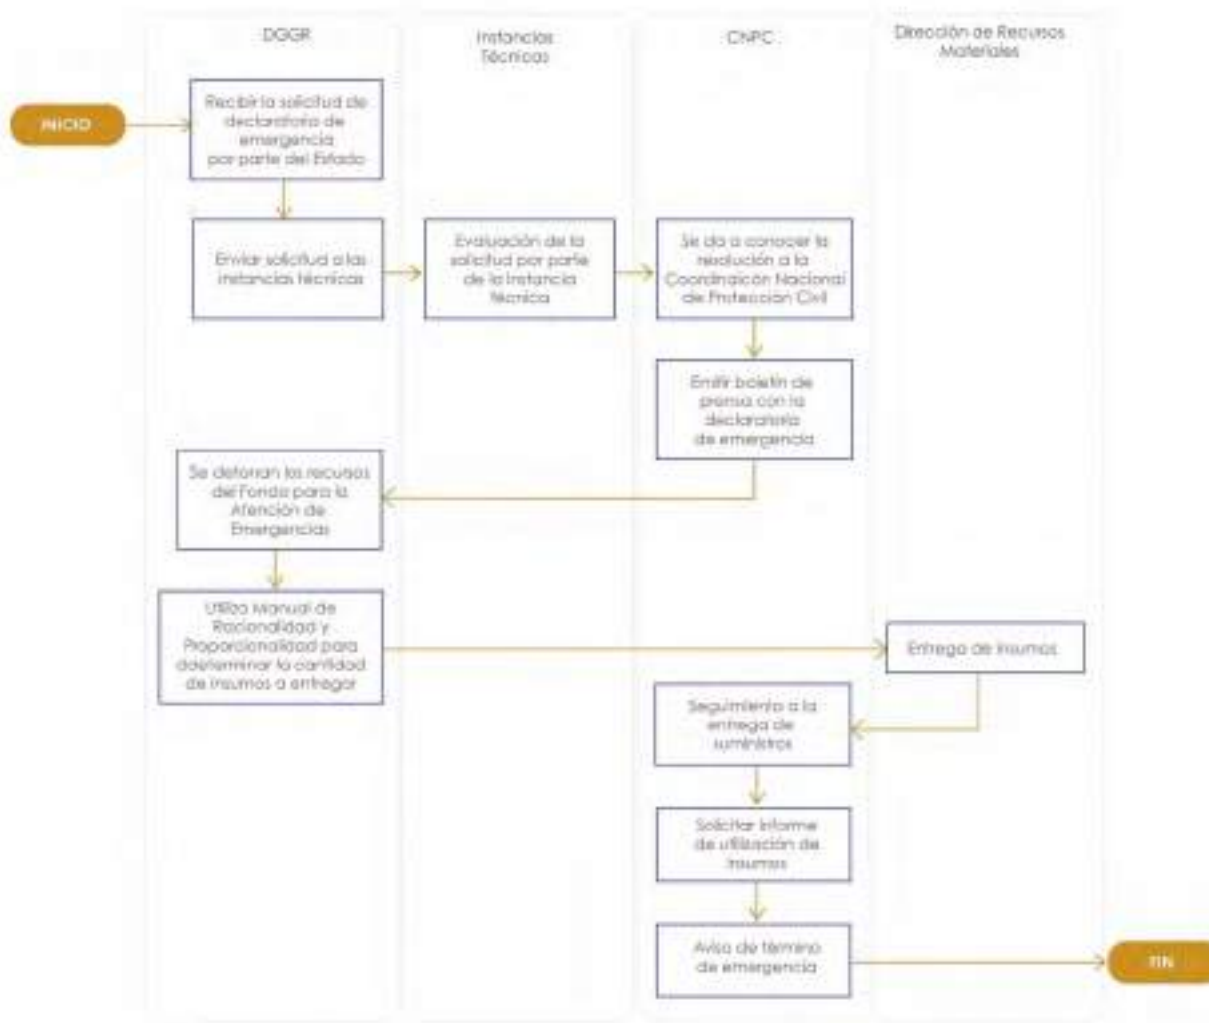 DGGR
Instancias
Técnicas
CNPC
Dirección de Recursos
Materiales
INICIO
Recibir la solicitud de
declaratoria de
emergencia
por parte del Estado
Enviar solicitud a las
instancias técnicas
Evaluación de la
solicitud por parte
de la instancia
técnica
Se da a conocer la
resolución a la
Coordinaicón Nacional
de Protección Civil
Emitir boletín de
prensa con la
declaratoria
de emergencia
Se detonan los recursos
del Fondo para la
Atención de
Emergencias
Utiliza Manual de
Racionalidad y
Proporcionalidad para
ddeterminar la cantidad
de insumos a entregar
Entrega de Insumos
Seguimiento a la
entrega de
suministros
Solicitar informe
de utilización de
insumos
Aviso de término
de emergencia
FIN